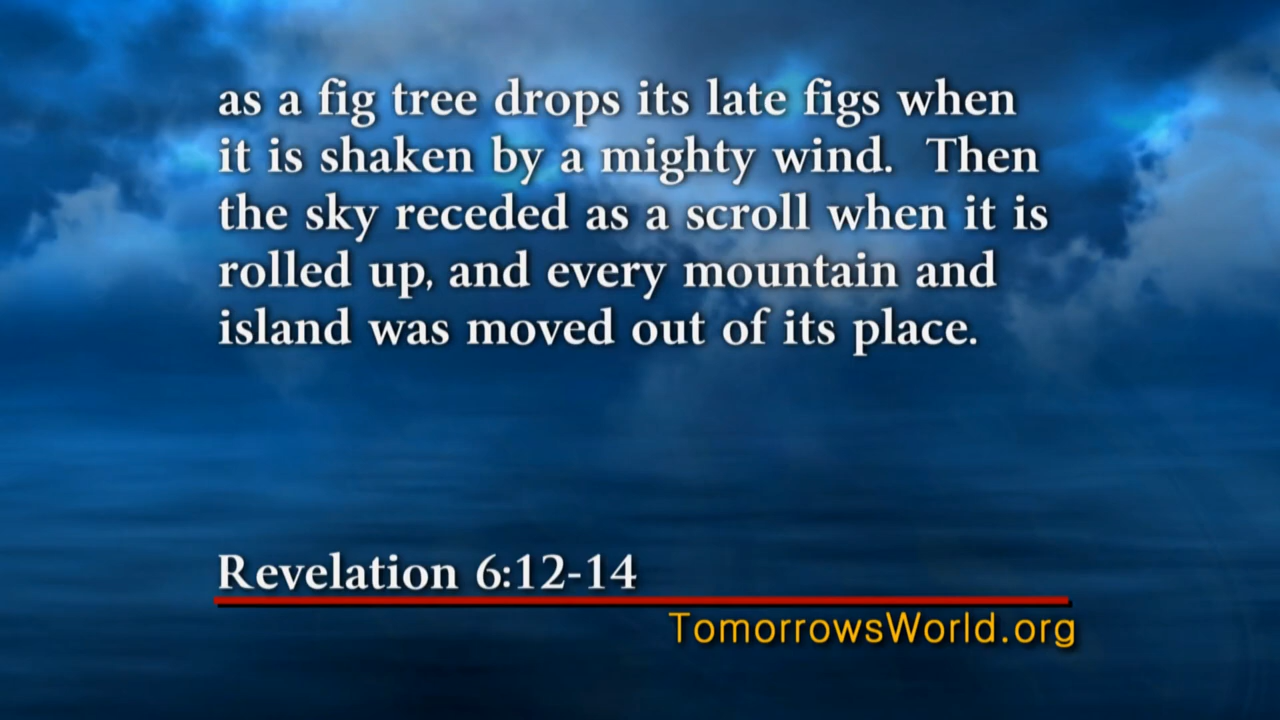 as a fig tree drops its late figs when
it is shaken by a mighty wind.  Then
the sky receded as a scroll when it is
rolled up, and every mountain and
island was moved out of its place.
Revelation 6:12-14
TomorrowsWorld.org